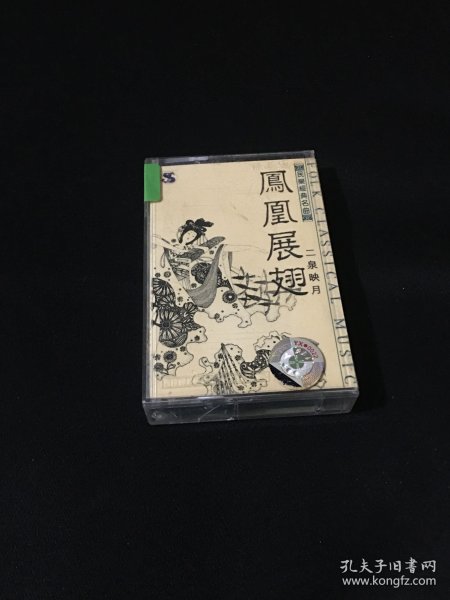 鳳凰展翅
二泉映月
民樂經典名曲
FOLK CLASSICAL MUSIC
S
孔夫子旧书网
www.kongfz.com